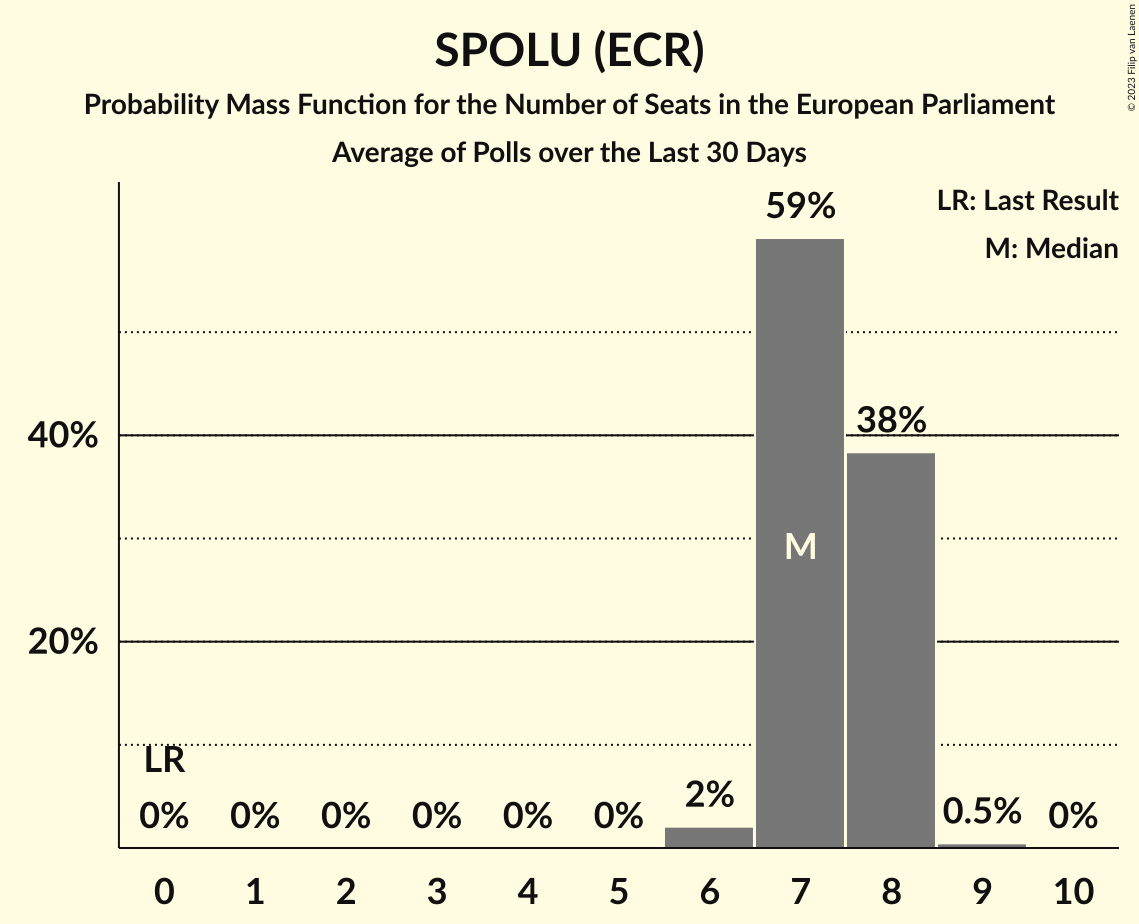 SPOLU (ECR)
Probability Mass Function for the Number of Seats in the European Parliament
Average of Polls over the Last 30 Days
© 2023 Filip van Laenen
LR: Last Result
M: Median
59%
38%
40%
M
20%
LR
0% 0% 0% 0% 0% 0% 2% 0.5% 0%
0 1 2 3 4 5 6 7 8 9 10